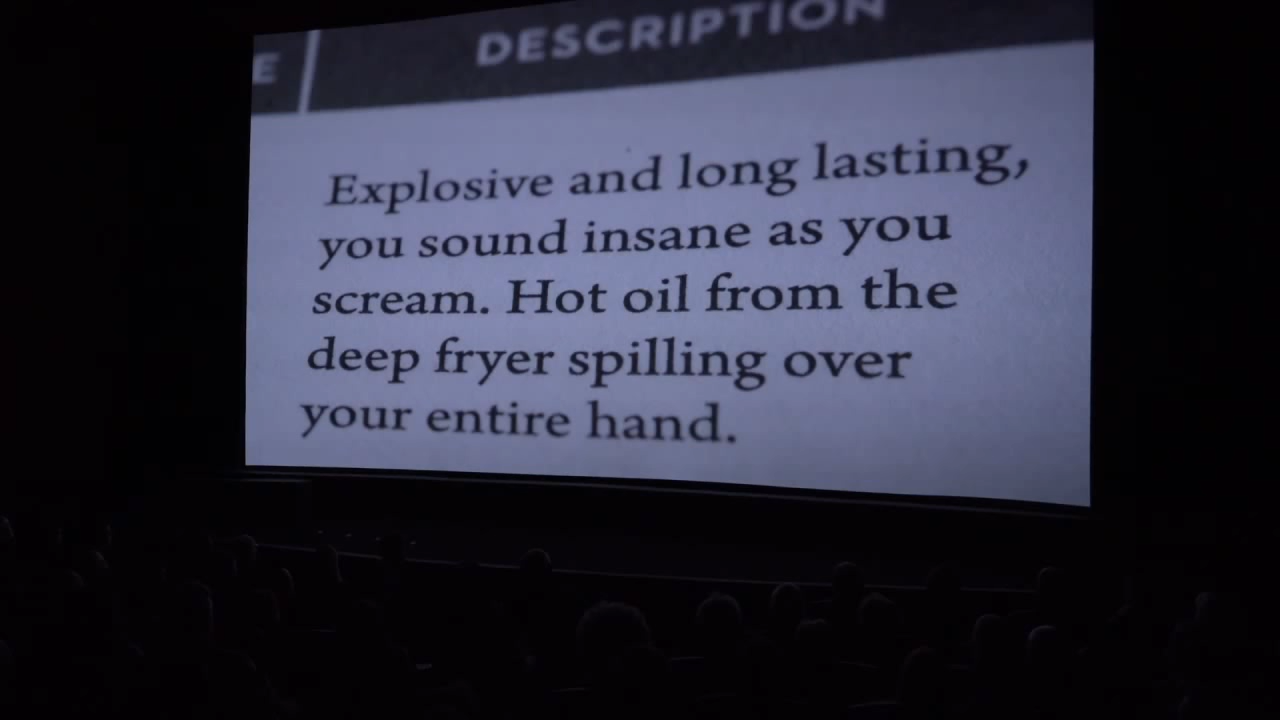 E DESCRIPTION
Explosive and long lasting,
you sound insane as you
scream. Hot oil from the
deep fryer spilling over
your entire hand.